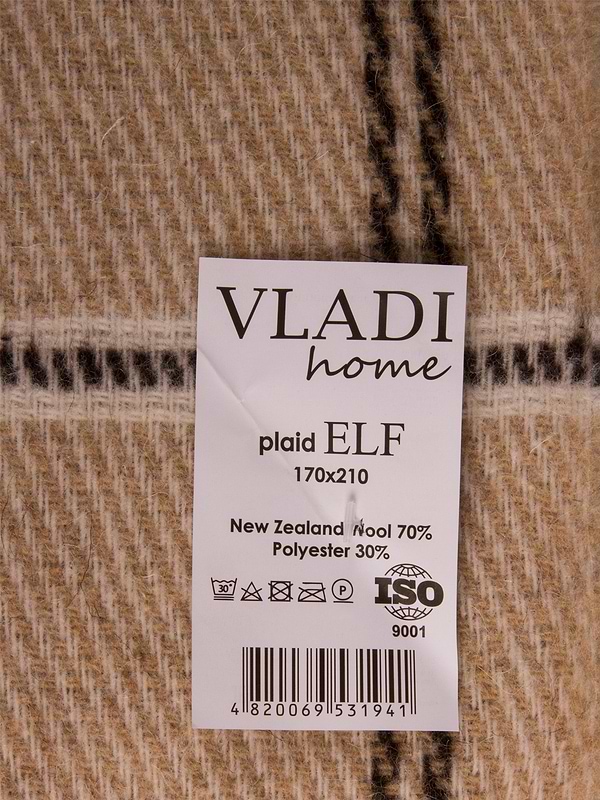 VLADI
home
plaid ELF
170x210
New Zealand Wool 70%
Polyester 30%
30° P ISO
9001
4 820069 531941